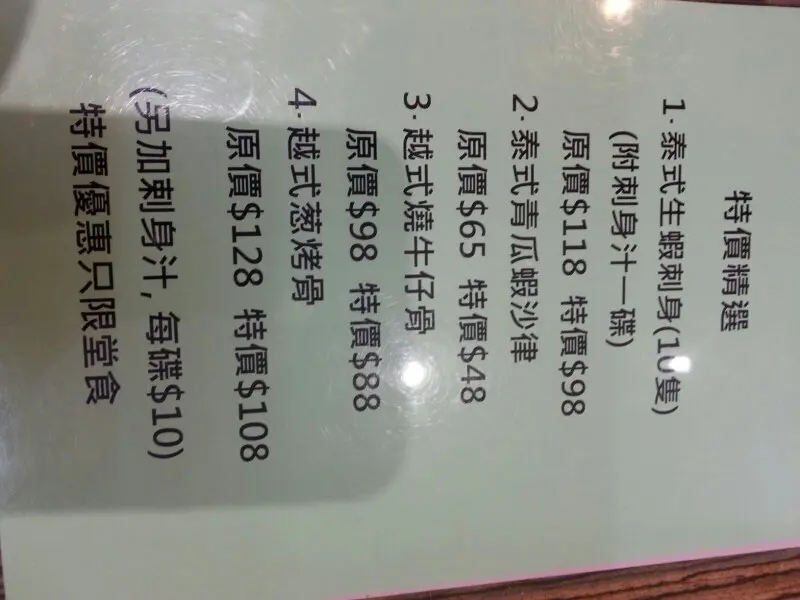 特價精選
1.泰式生蝦刺身(10隻)
(附刺身汁一碟)
原價$118 特價$98
2.泰式青瓜蝦沙律
原價$65 特價$48
3.越式燒牛仔骨
原價$98 特價$88
4.越式葱烤骨
原價$128 特價$108
(另加刺身汁,每碟$10)
特價優惠只限堂食